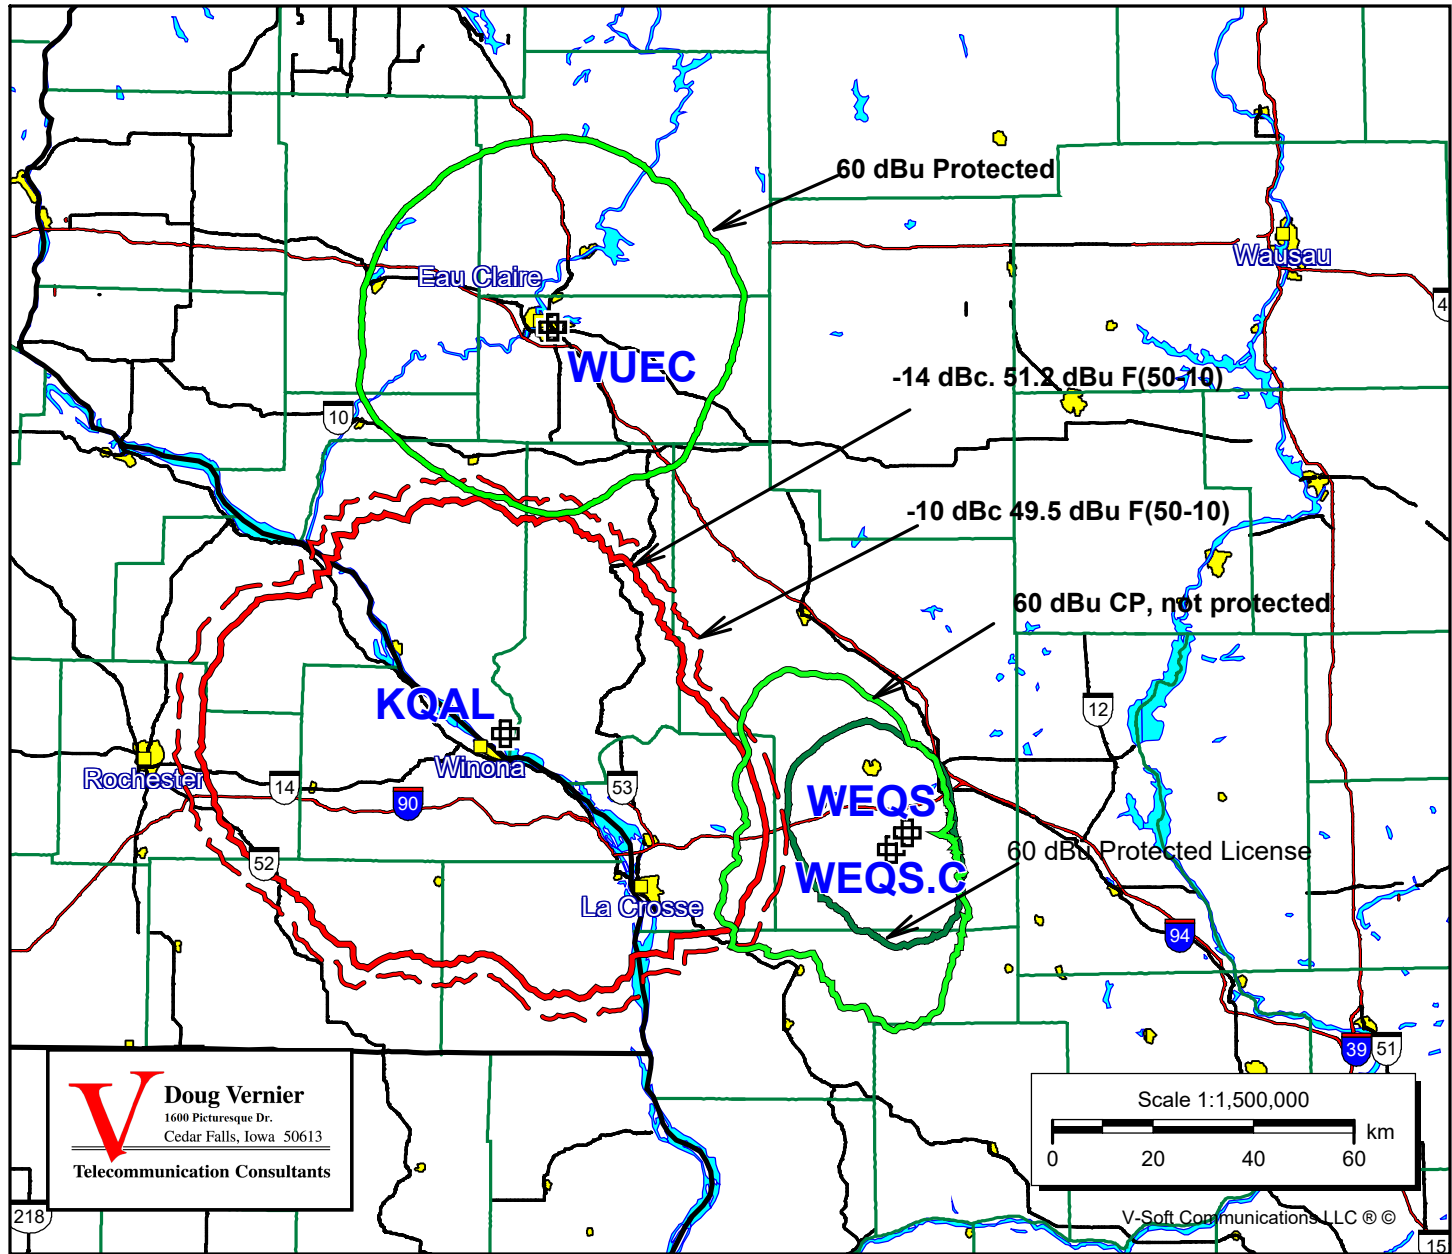 60 dBu Protected
Wausau
Eau Claire
4
WUEC
-14 dBc. 51.2 dBu F(50-10)
10
-10 dBc 49.5 dBu F(50-10)
60 dBu CP, not protected
KQAL
12
Winona
Rochester
14
90
53
WEQS
60 dBu Protected License
52
WEQS.C
La Crosse
94
39
51
Doug Vernier
1600 Picturesque Dr.
Cedar Falls, Iowa 50613
Telecommunication Consultants
Scale 1:1,500,000
km
0 20 40 60
218
V-Soft Communications LLC ® ©
15